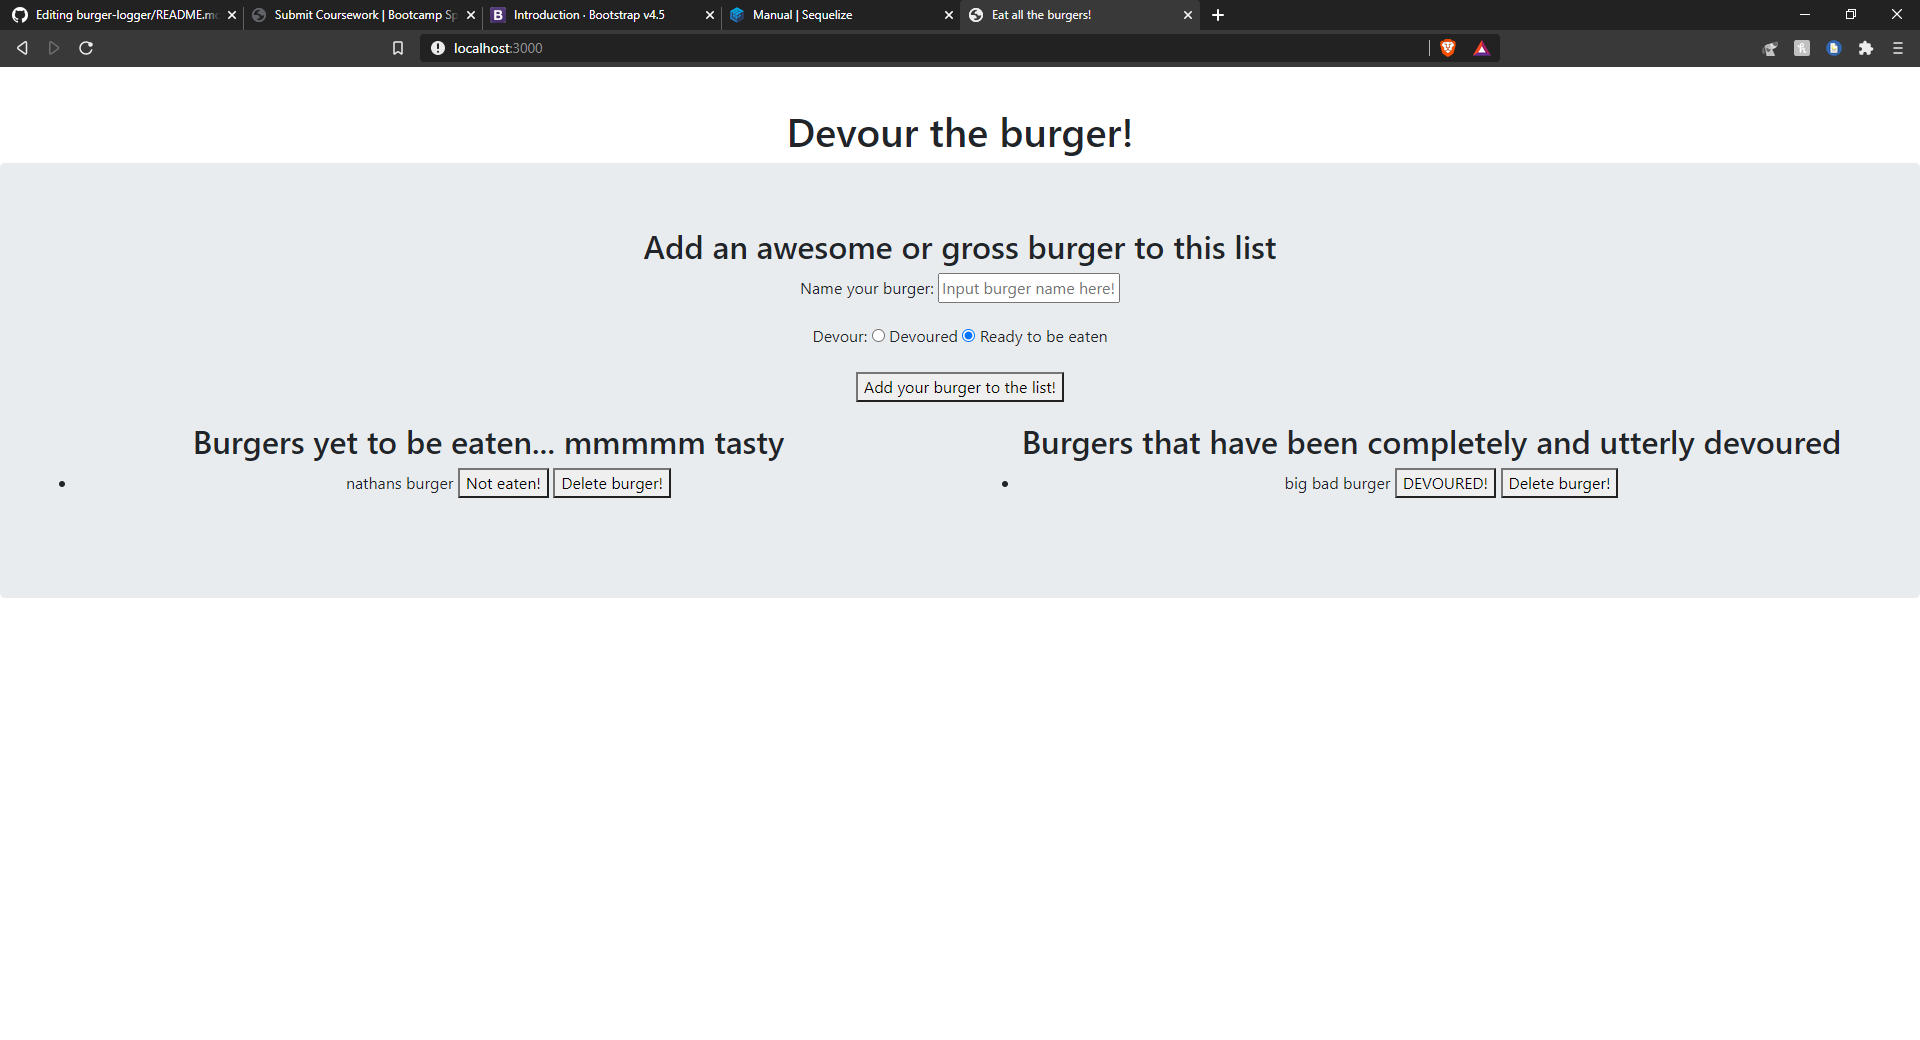 Editing burger-logger/README.m
Submit Coursework | Bootcamp Sp
Introduction · Bootstrap v4.5
Manual | Sequelize
Eat all the burgers!
localhost:3000
Devour the burger!
Add an awesome or gross burger to this list
Name your burger: Input burger name here!
Devour: Devoured Ready to be eaten
Add your burger to the list!
Burgers yet to be eaten... mmmmm tasty
nathans burger Not eaten! Delete burger!
Burgers that have been completely and utterly devoured
big bad burger DEVOURED! Delete burger!